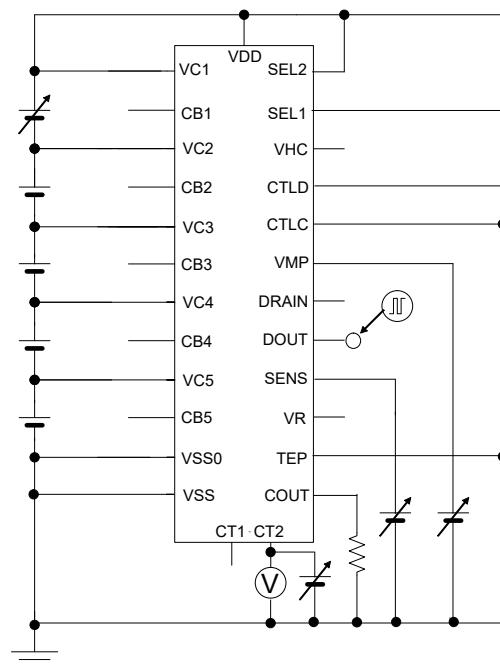 VDD
VC1
SEL2
CB1
SEL1
VC2
VHC
CB2
CTLD
VC3
CTLC
CB3
VMP
VC4
DRAIN
CB4
DOUT
VC5
SENS
CB5
VR
VSS0
TEP
VSS
COUT
CT1 CT2
V